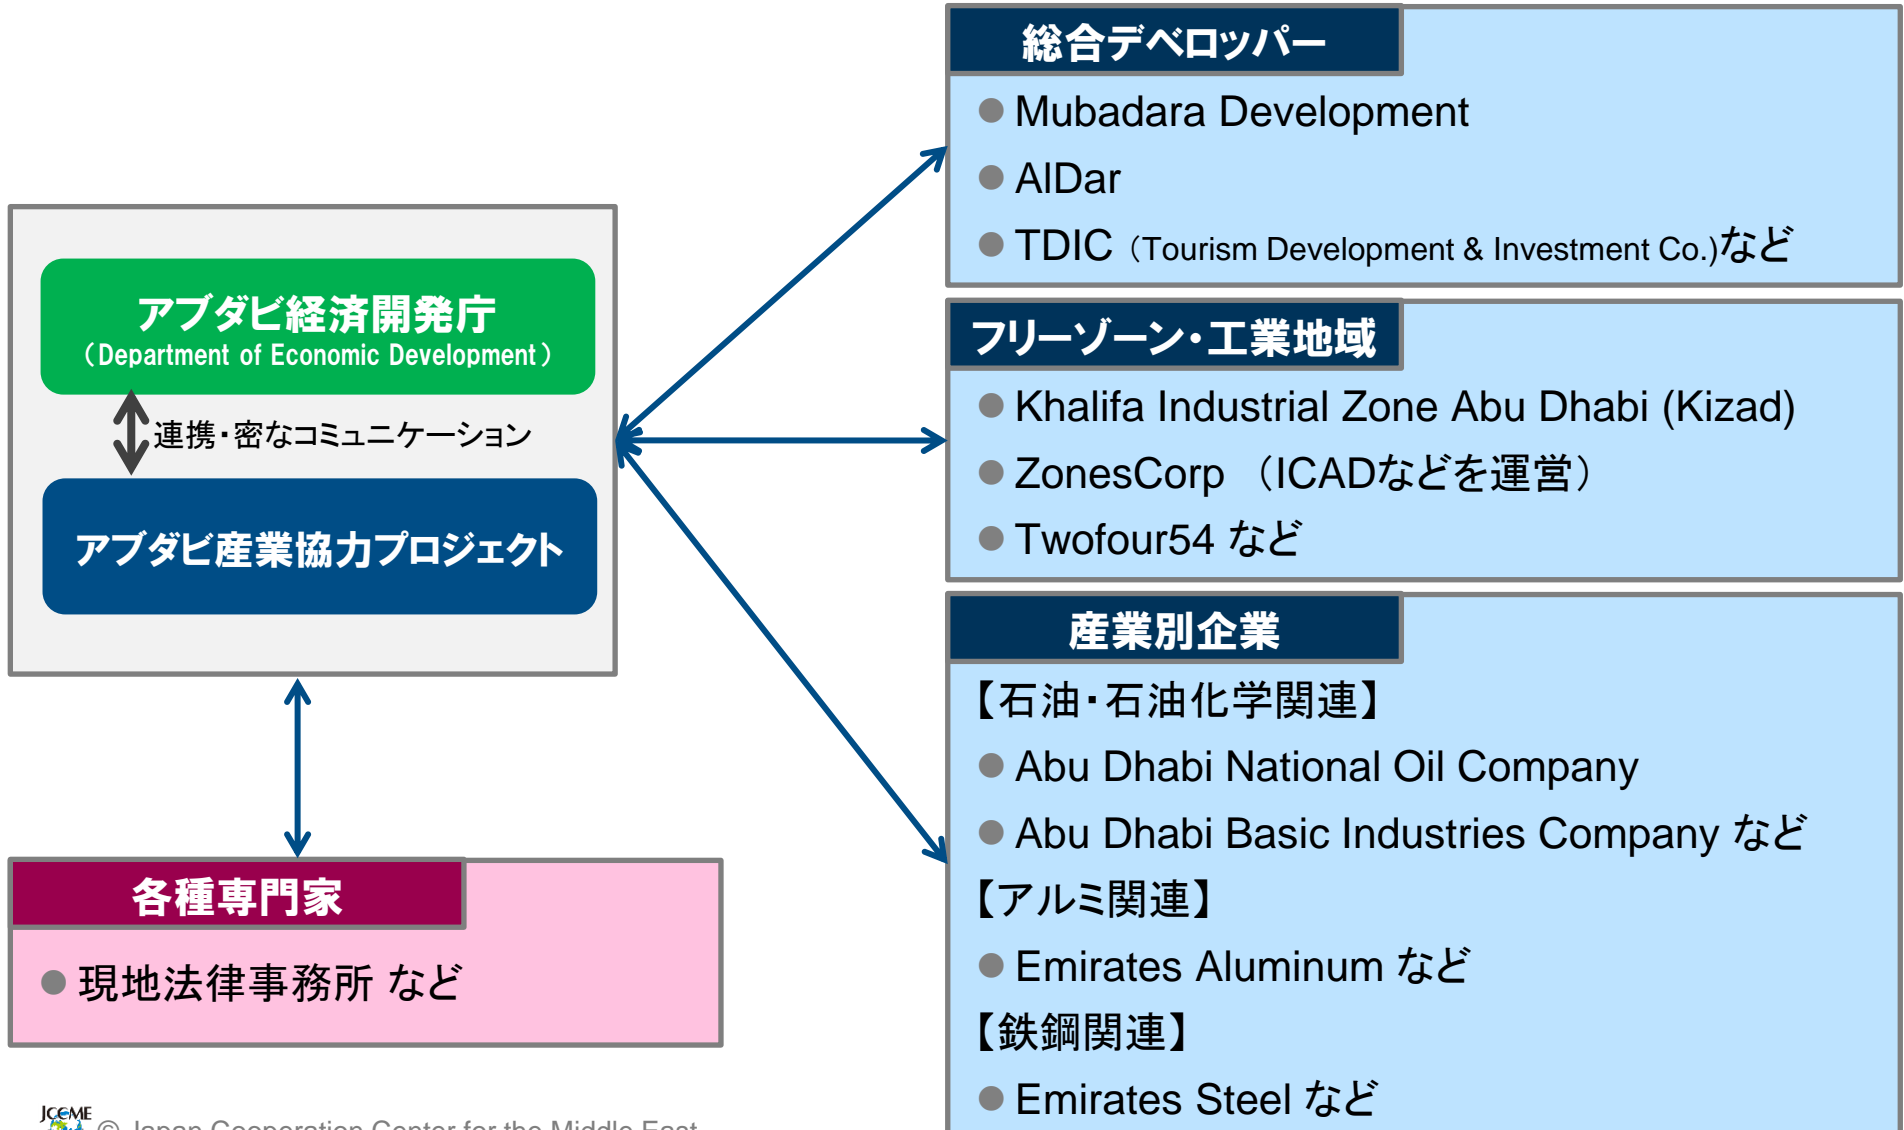 アブダビ経済開発庁
（Department of Economic Development）
連携・密なコミュニケーション
アブダビ産業協力プロジェクト
各種専門家
現地法律事務所 など
総合デベロッパー
Mubadara Development
AlDar
TDIC（Tourism Development & Investment Co.)など
フリーゾーン・工業地域
Khalifa Industrial Zone Abu Dhabi (Kizad)
ZonesCorp （ICADなどを運営）
Twofour54 など
産業別企業
【石油・石油化学関連】
Abu Dhabi National Oil Company
Abu Dhabi Basic Industries Company など
【アルミ関連】
Emirates Aluminum など
【鉄鋼関連】
Emirates Steel など
JCCME
© Japan Cooperation Center for the Middle East